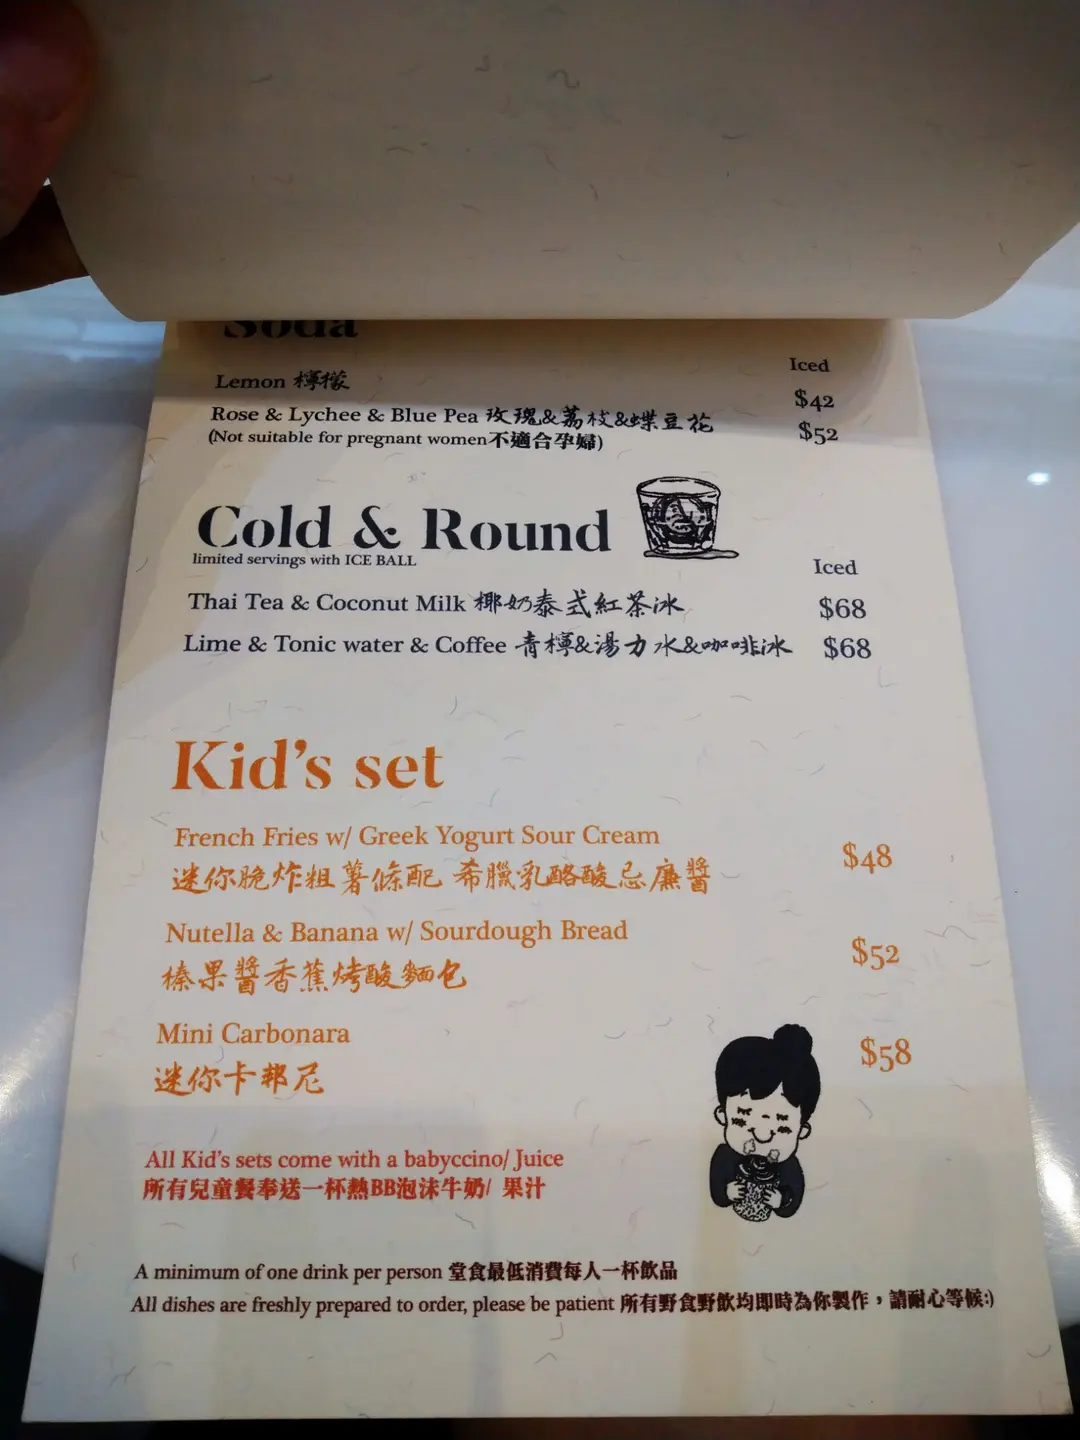 Soda
Iced
Lemon 檸檬 $42
Rose & Lychee & Blue Pea 玫瑰&荔枝&蝶豆花 $52
(Not suitable for pregnant women不適合孕婦)
Cold & Round
limited servings with ICE BALL
Iced
Thai Tea & Coconut Milk 椰奶泰式紅茶冰 $68
Lime & Tonic water & Coffee 青檸&湯力水&咖啡冰 $68
Kid's set
French Fries w/ Greek Yogurt Sour Cream
迷你脆炸粗薯條配 希臘乳酪酸忌廉醬 $48
Nutella & Banana w/ Sourdough Bread
榛果醬香蕉烤酸麵包 $52
Mini Carbonara
迷你卡邦尼 $58
All Kid's sets come with a babyccino/ Juice
所有兒童餐奉送一杯熱BB泡沫牛奶/ 果汁
A minimum of one drink per person 堂食最低消費每人一杯飲品
All dishes are freshly prepared to order, please be patient 所有野食野飲均即時為你製作，請耐心等候:)